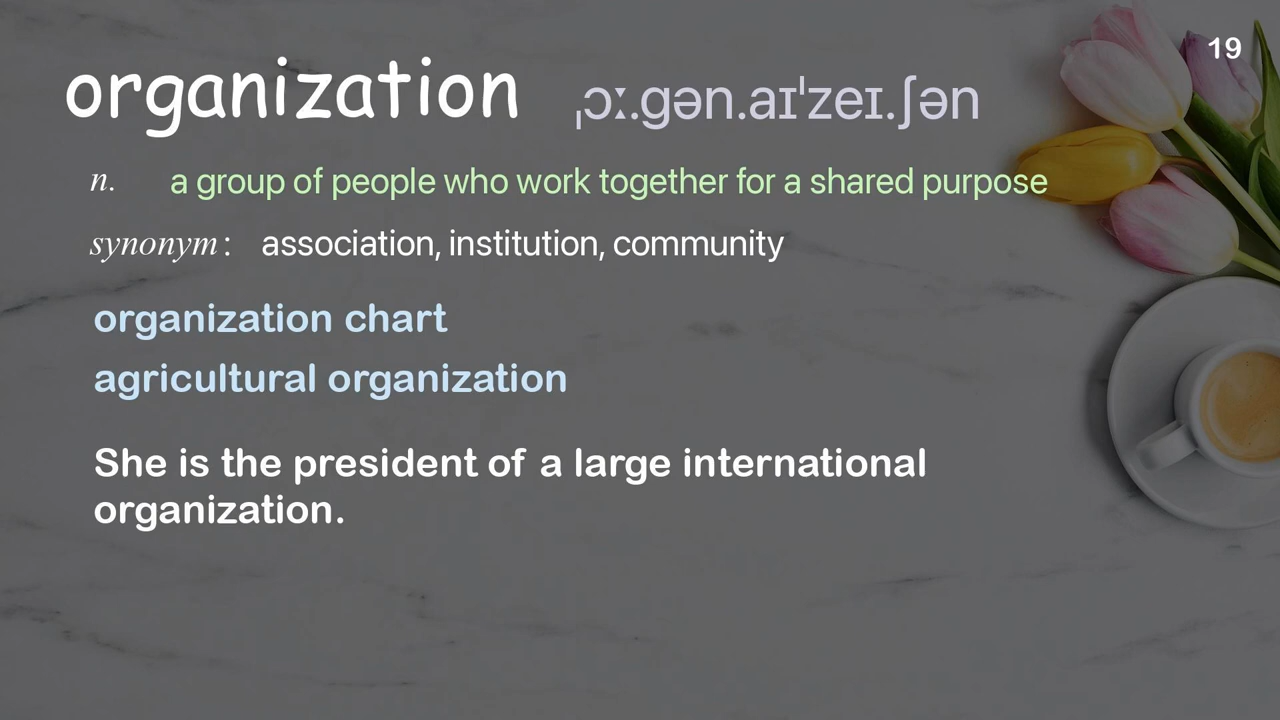 19
organization ˌɔː.gən.aɪˈzeɪ.ʃən
n. a group of people who work together for a shared purpose
synonym: association, institution, community
organization chart
agricultural organization
She is the president of a large international
organization.